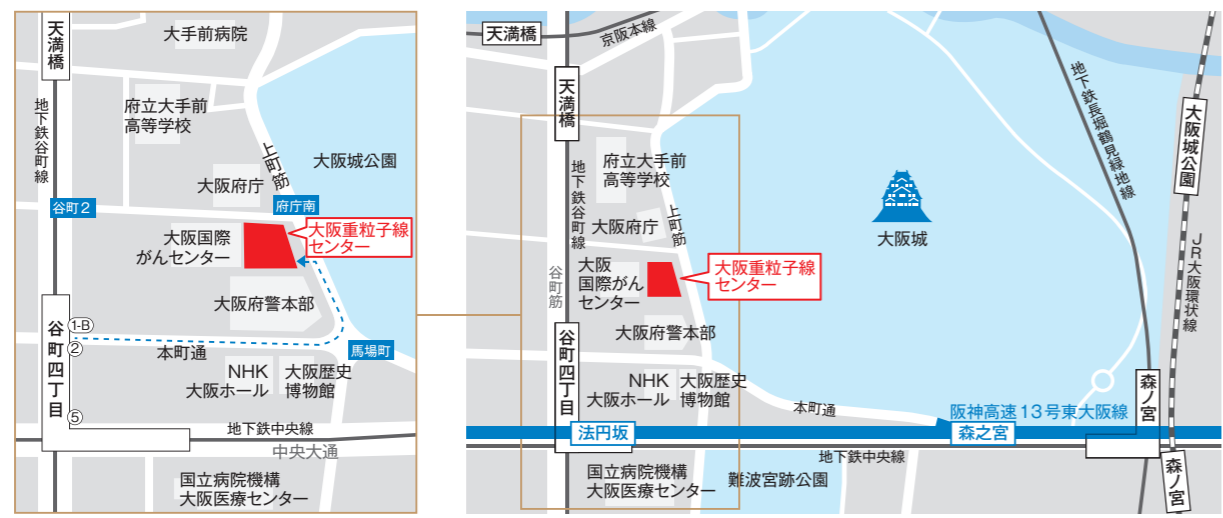 天満橋
大手前病院
地下鉄谷町線
府立大手前
高等学校
上町筋
大阪城公園
大阪府庁
谷町2
府庁南
大阪重粒子線
センター
大阪国際
がんセンター
大阪府警本部
谷町四丁目
1-B
②
本町通
馬場町
NHK
大阪ホール
大阪歴史
博物館
⑤
地下鉄中央線
中央大通
国立病院機構
大阪医療センター
天満橋
京阪本線
天満橋
地下鉄長堀鶴見緑地線
大阪城公園
府立大手前
高等学校
地下鉄谷町線
上町筋
大阪府庁
大阪城
JR大阪環状線
大阪
国際がん
センター
大阪重粒子線
センター
谷町筋
大阪府警本部
谷町四丁目
NHK
大阪ホール
大阪歴史
博物館
本町通
阪神高速13号東大阪線
森ノ宮
法円坂
森之宮
地下鉄中央線
国立病院機構
大阪医療センター
難波宮跡公園
森ノ宮